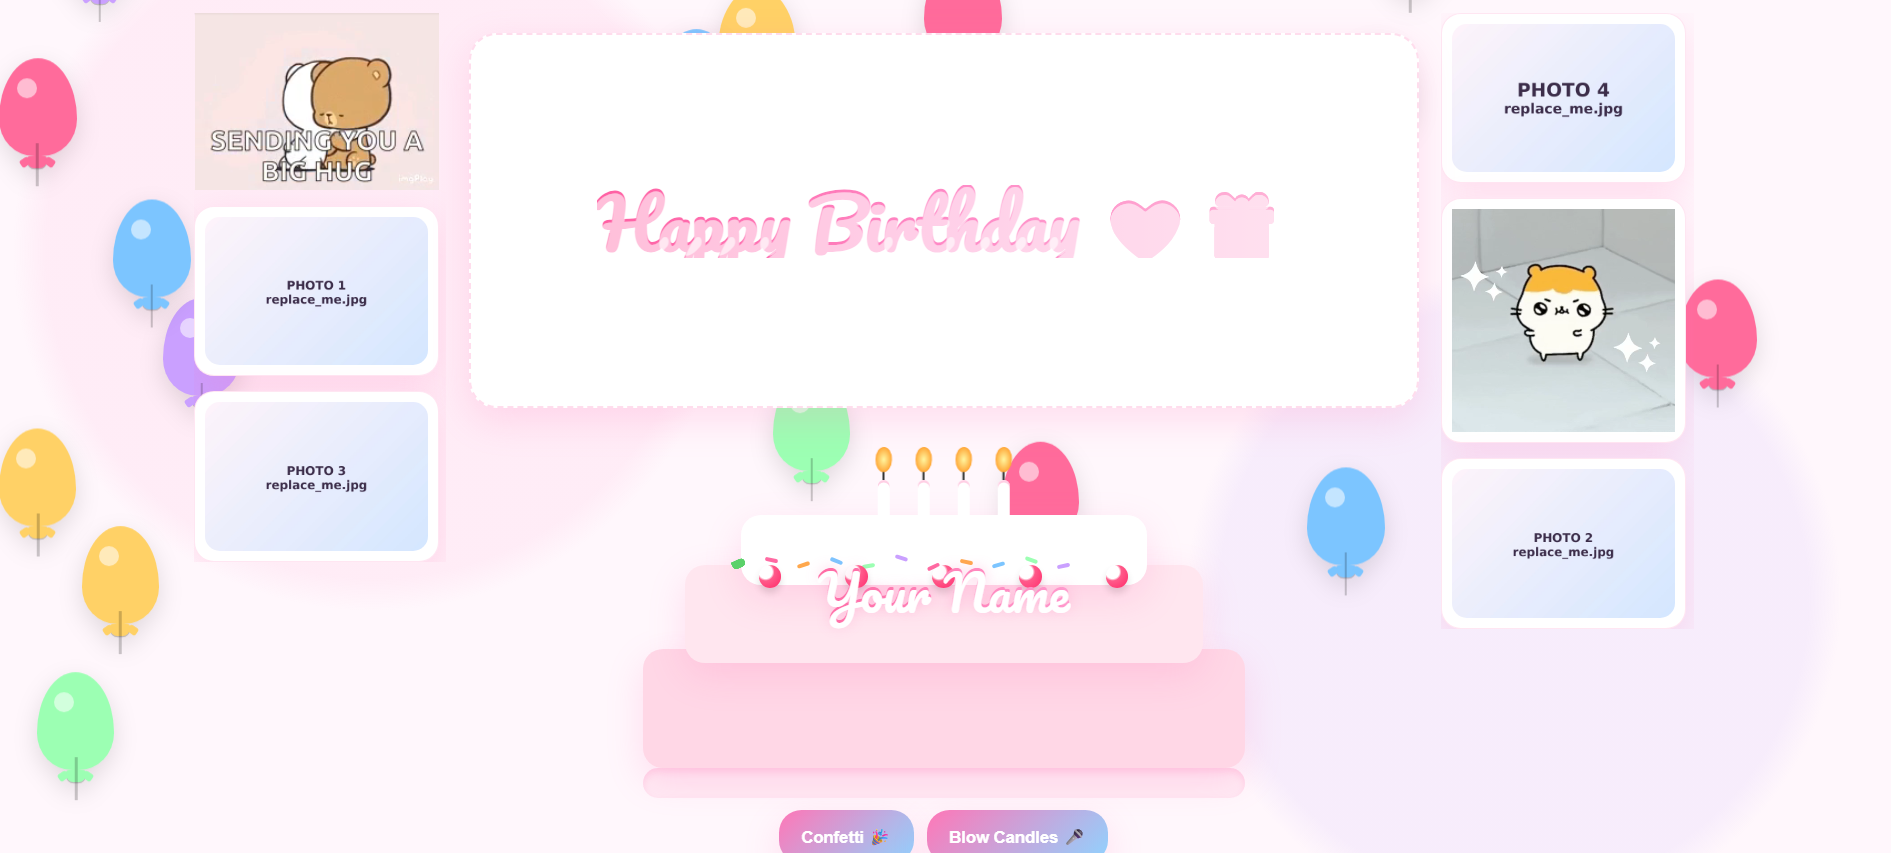 SENDING YOU A
BIG HUG
imgPlay
PHOTO 1
replace_me.jpg
PHOTO 3
replace_me.jpg
Happy Birthday
Your Name
Confetti 🎉
Blow Candles 🎤
PHOTO 4
replace_me.jpg
PHOTO 2
replace_me.jpg